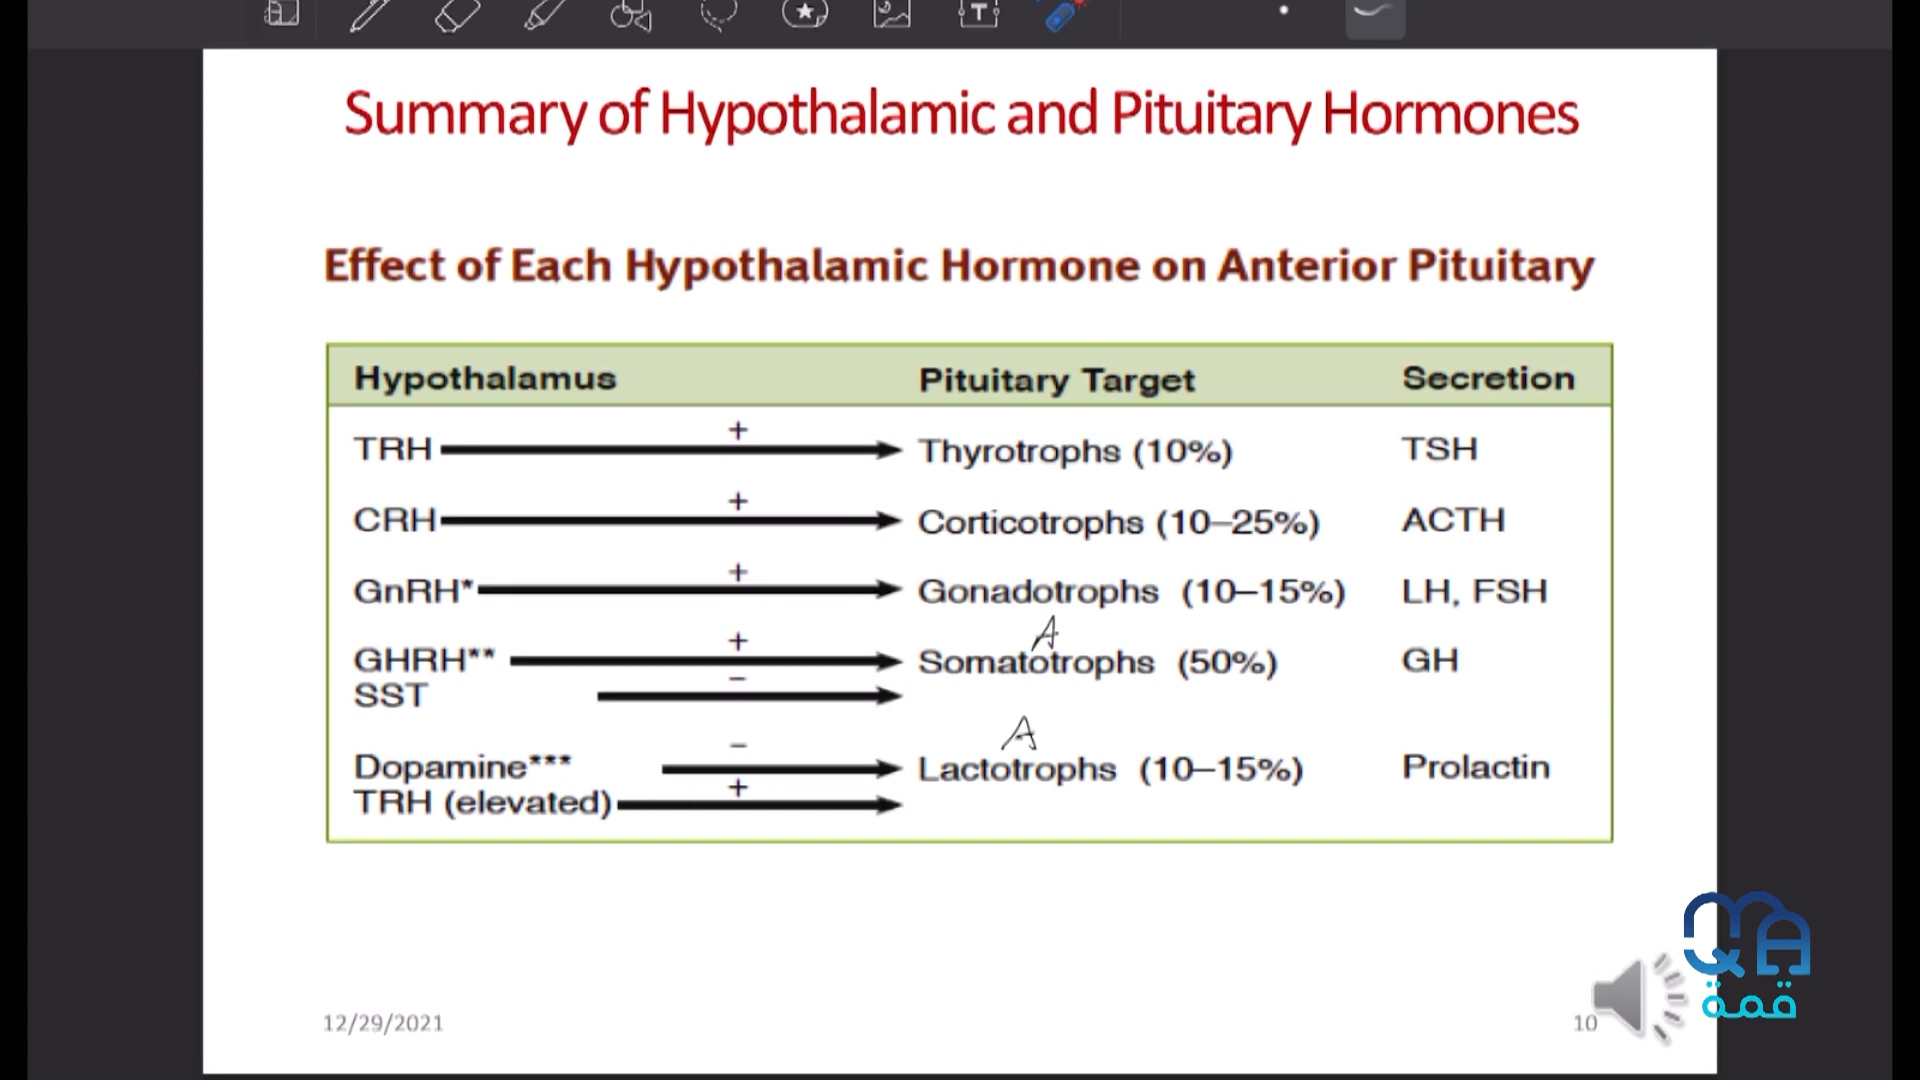 Summary of Hypothalamic and Pituitary Hormones
Effect of Each Hypothalamic Hormone on Anterior Pituitary
Hypothalamus Pituitary Target Secretion
TRH + Thyrotrophs (10%) TSH
CRH + Corticotrophs (10–25%) ACTH
GnRH* + Gonadotrophs (10–15%) LH, FSH
A
GHRH** + Somatotrophs (50%) GH
SST –
A
Dopamine*** – Lactotrophs (10–15%) Prolactin
TRH (elevated) +
12/29/2021 10
QMA
قمة